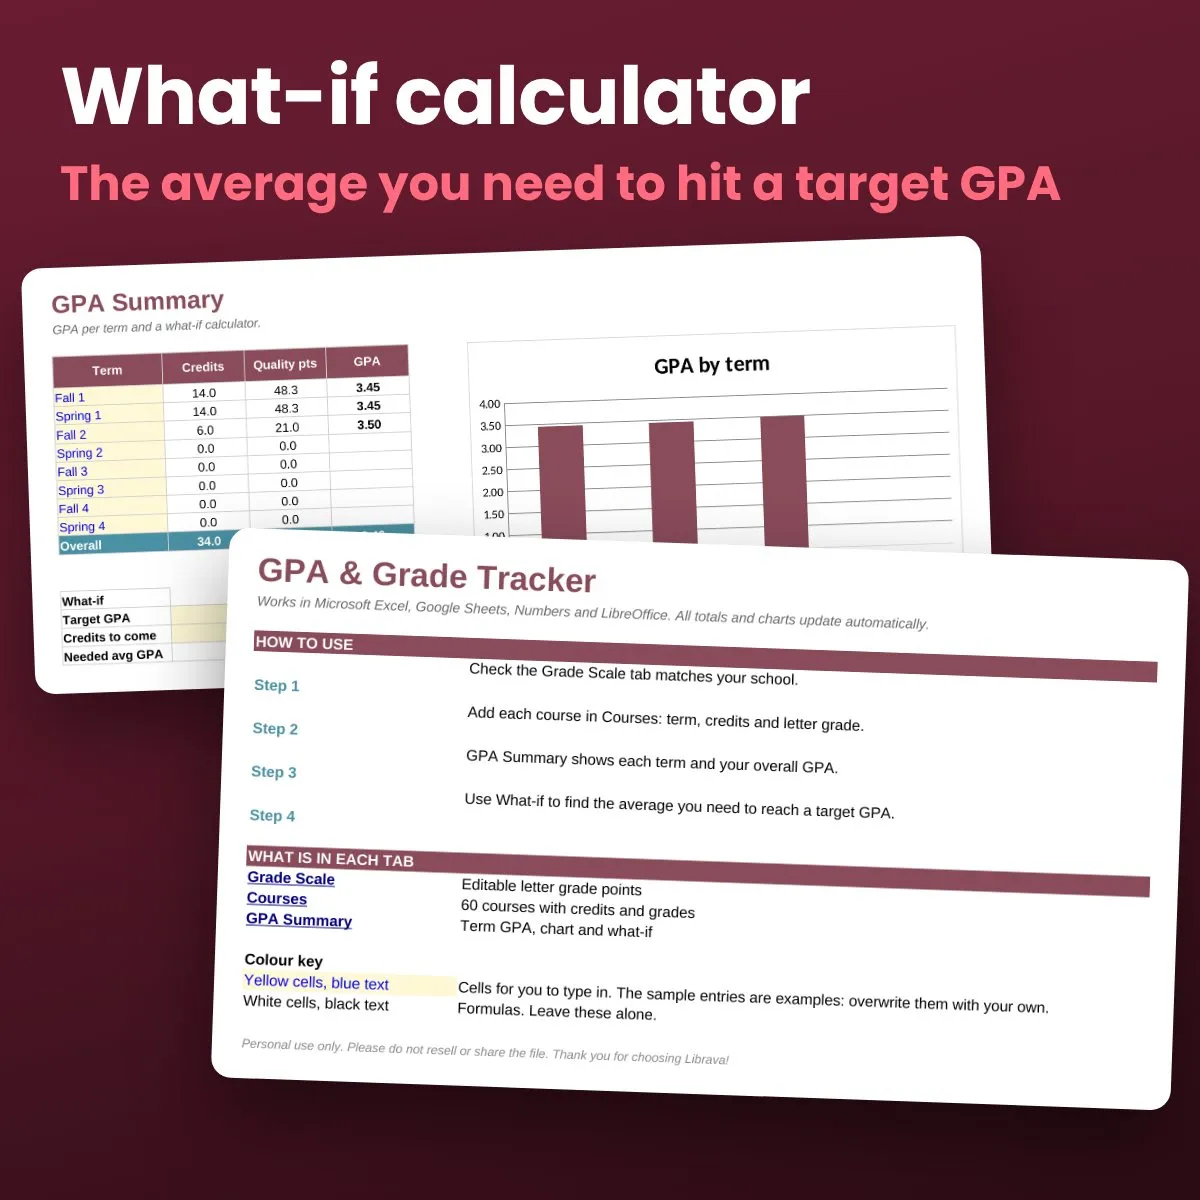 What-if calculator
The average you need to hit a target GPA
GPA Summary
GPA per term and a what-if calculator.
Term Credits Quality pts GPA
Fall 1 14.0 48.3 3.45
Spring 1 14.0 48.3 3.45
Fall 2 6.0 21.0 3.50
Spring 2 0.0 0.0
Fall 3 0.0 0.0
Spring 3 0.0 0.0
Fall 4 0.0 0.0
Spring 4 0.0 0.0
Overall 34.0
What-if
Target GPA
Credits to come
Needed avg GPA
GPA by term
4.00
3.50
3.00
2.50
2.00
1.50
1.00
GPA & Grade Tracker
Works in Microsoft Excel, Google Sheets, Numbers and LibreOffice. All totals and charts update automatically.
HOW TO USE
Step 1 Check the Grade Scale tab matches your school.
Step 2 Add each course in Courses: term, credits and letter grade.
Step 3 GPA Summary shows each term and your overall GPA.
Step 4 Use What-if to find the average you need to reach a target GPA.
WHAT IS IN EACH TAB
Grade Scale Editable letter grade points
Courses 60 courses with credits and grades
GPA Summary Term GPA, chart and what-if
Colour key
Yellow cells, blue text Cells for you to type in. The sample entries are examples: overwrite them with your own.
White cells, black text Formulas. Leave these alone.
Personal use only. Please do not resell or share the file. Thank you for choosing Librava!